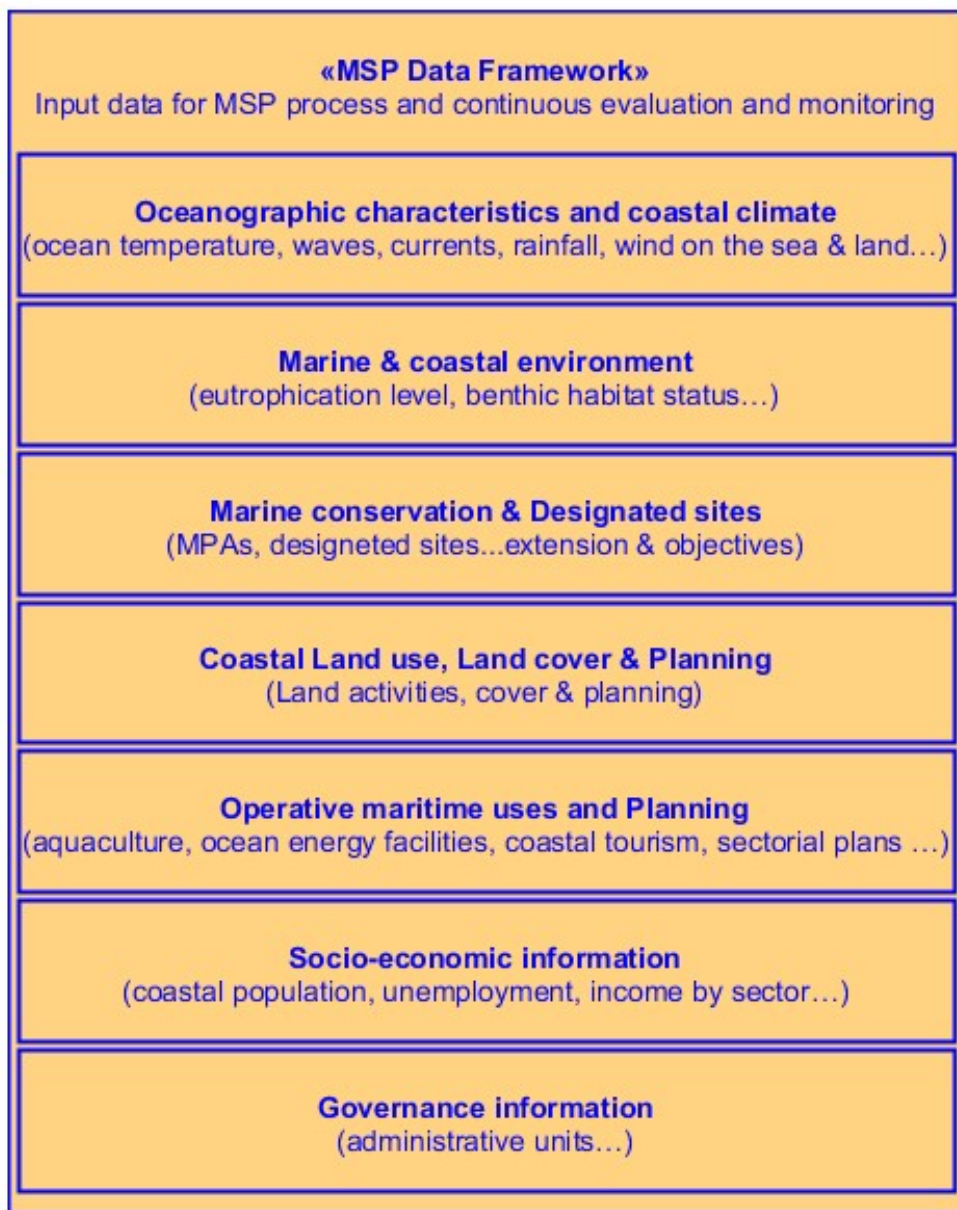 «MSP Data Framework»
Input data for MSP process and continuous evaluation and monitoring
Oceanographic characteristics and coastal climate
(ocean temperature, waves, currents, rainfall, wind on the sea & land…)
Marine & coastal environment
(eutrophication level, benthic habitat status…)
Marine conservation & Designated sites
(MPAs, designeted sites...extension & objectives)
Coastal Land use, Land cover & Planning
(Land activities, cover & planning)
Operative maritime uses and Planning
(aquaculture, ocean energy facilities, coastal tourism, sectorial plans …)
Socio-economic information
(coastal population, unemployment, income by sector…)
Governance information
(administrative units…)